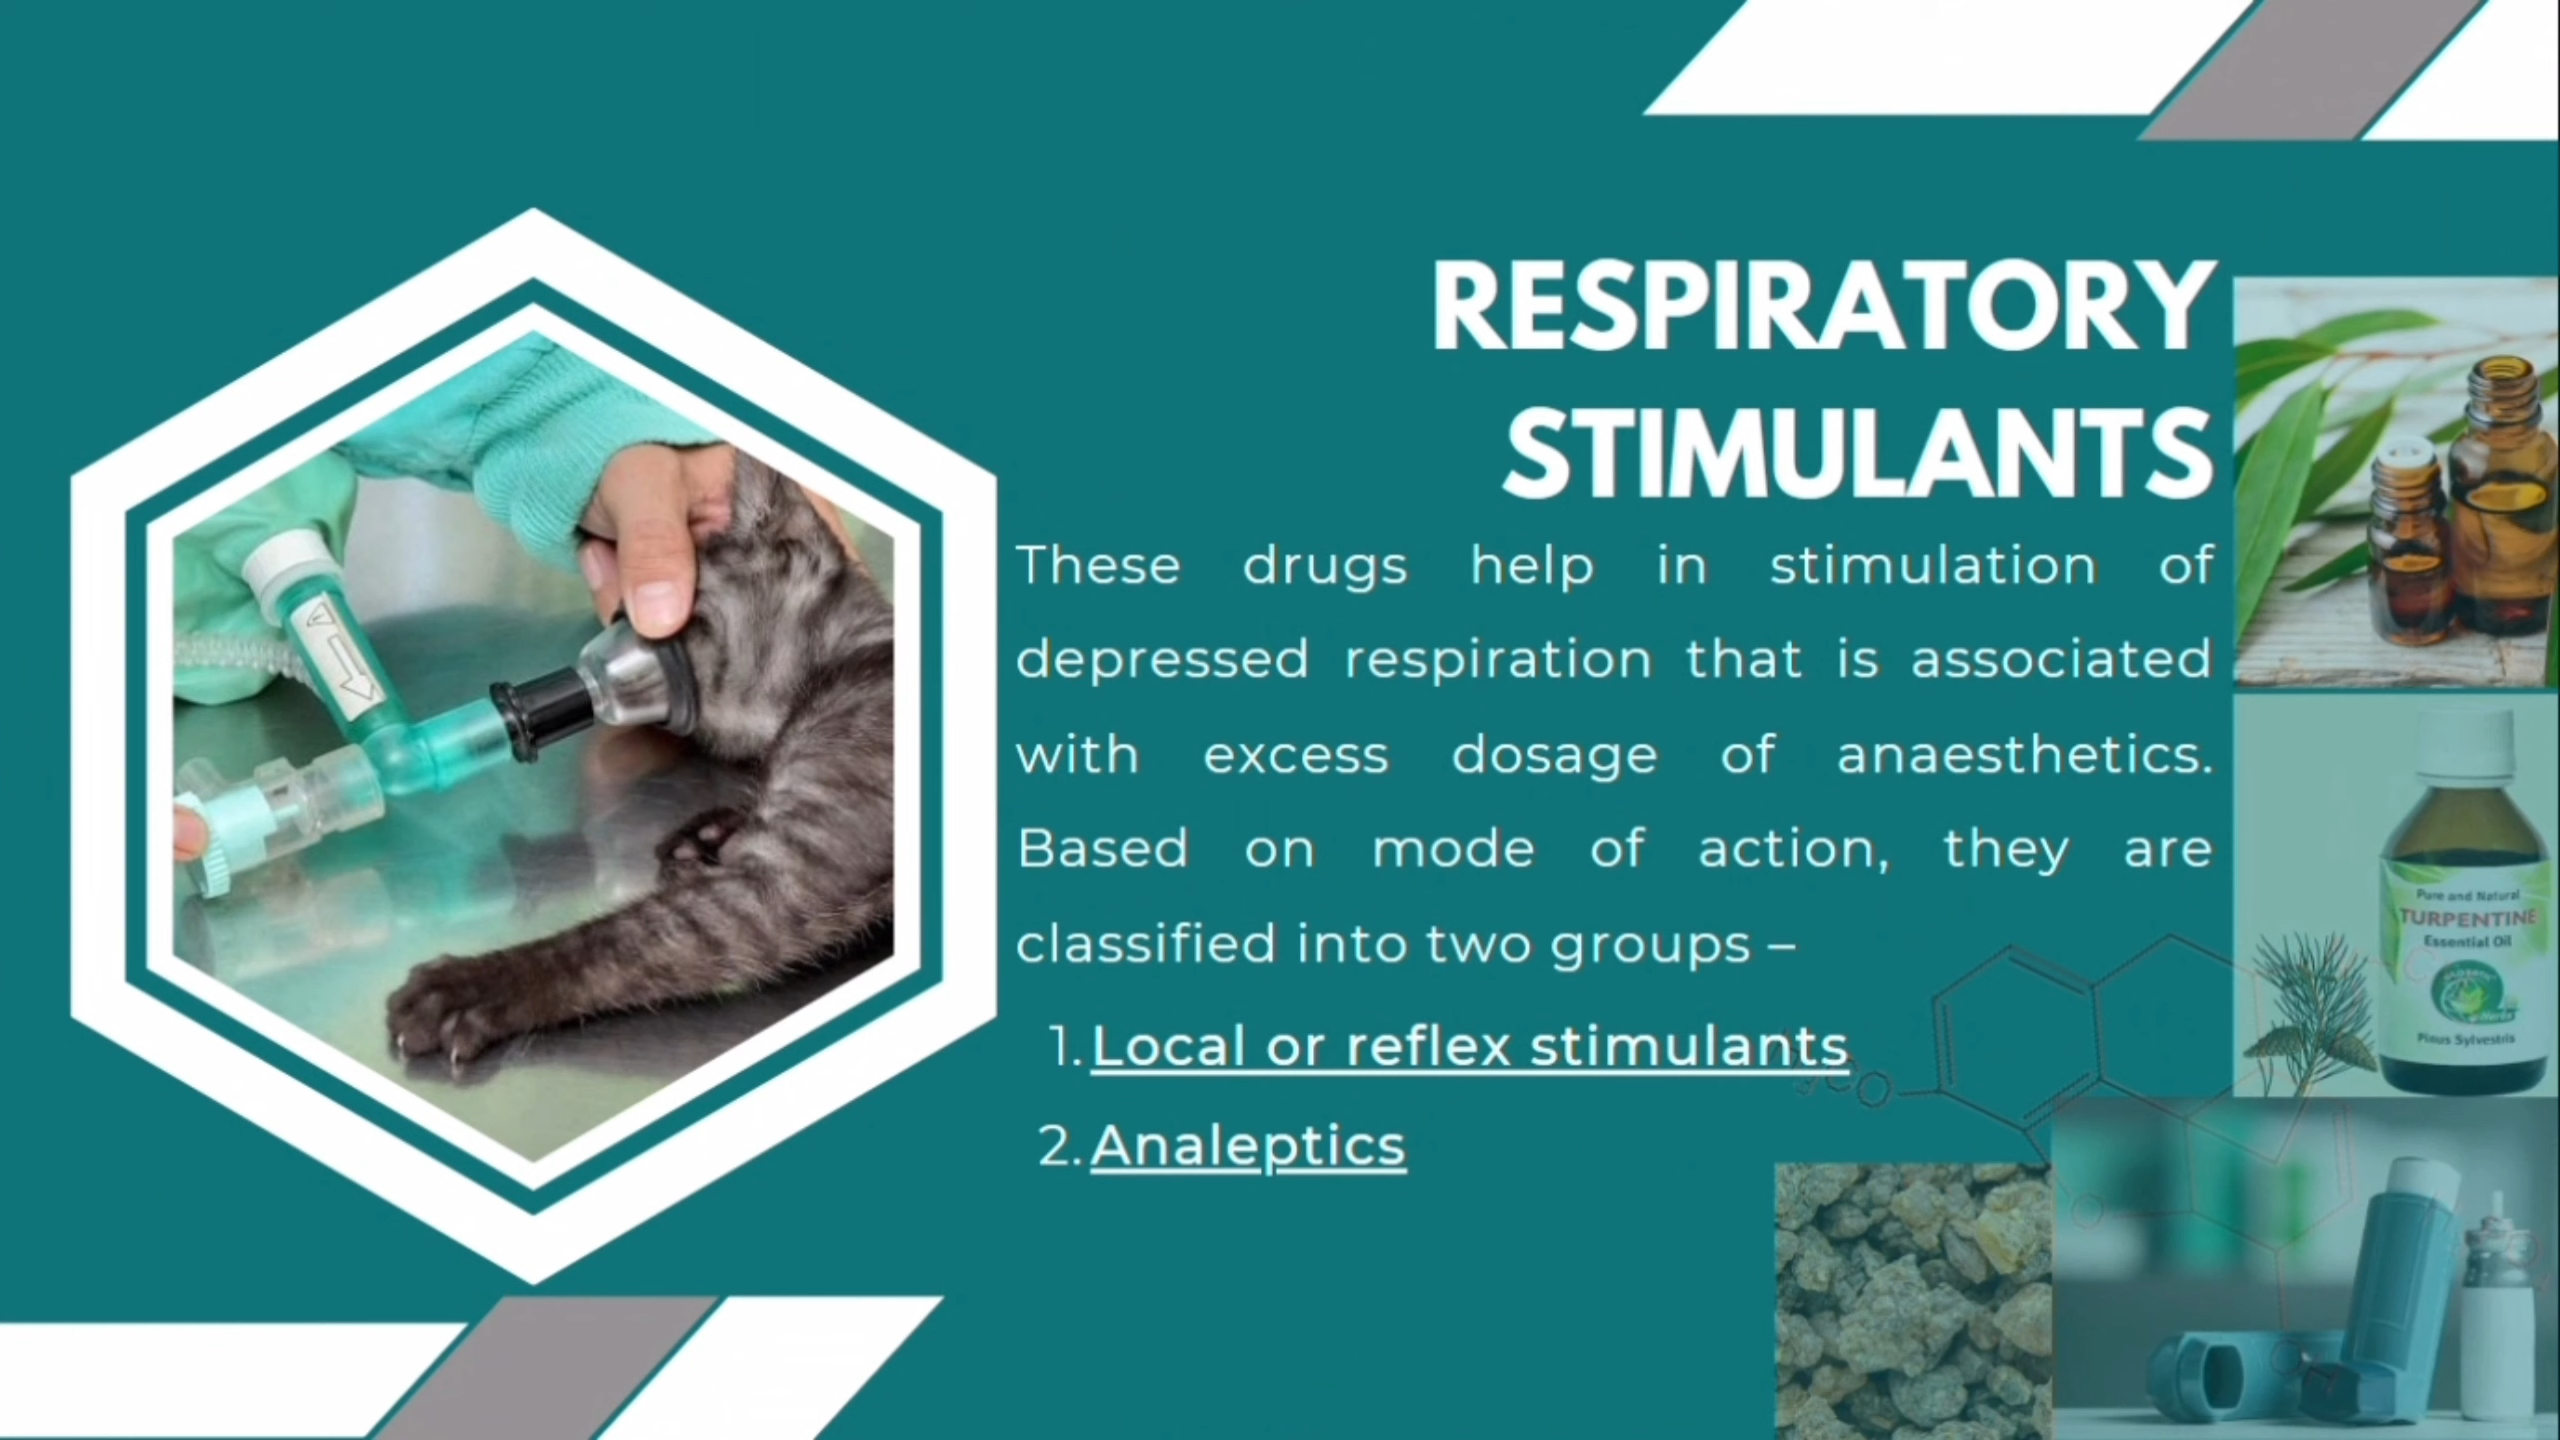 RESPIRATORY
STIMULANTS
These drugs help in stimulation of
depressed respiration that is associated
with excess dosage of anaesthetics.
Based on mode of action, they are
classified into two groups –
1. Local or reflex stimulants
2. Analeptics
Pure and Natural
TURPENTINE
Essential Oil
Pinus Sylvestris